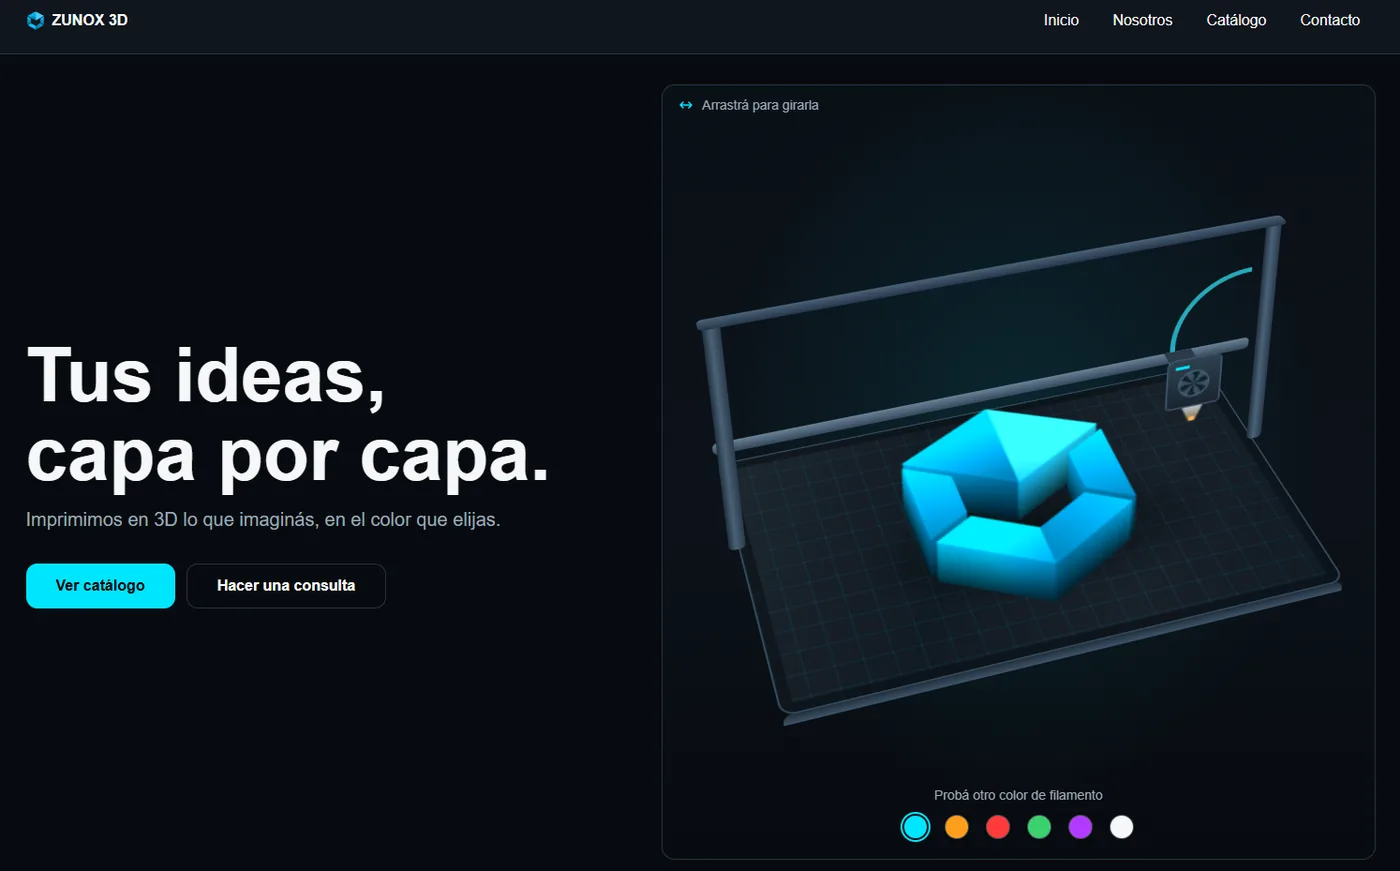 ZUNOX 3D
Inicio
Nosotros
Catálogo
Contacto
Arrastrá para girarla
Tus ideas,
capa por capa.
Imprimimos en 3D lo que imaginás, en el color que elijas.
Ver catálogo
Hacer una consulta
Probá otro color de filamento